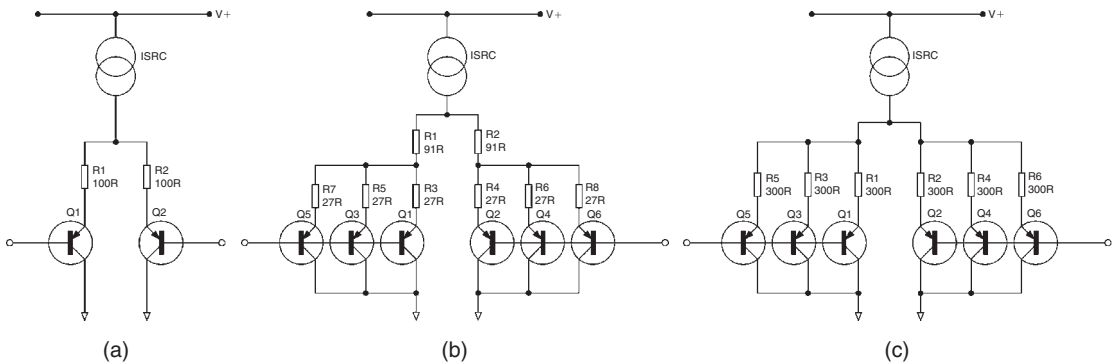 V+
ISRC
R1
100R
R2
100R
Q1
Q2
(a)
V+
ISRC
R1
91R
R2
91R
R7
27R
R5
27R
R3
27R
R4
27R
R6
27R
R8
27R
Q5
Q3
Q1
Q2
Q4
Q6
(b)
V+
ISRC
R5
300R
R3
300R
R1
300R
R2
300R
R4
300R
R6
300R
Q5
Q3
Q1
Q2
Q4
Q6
(c)